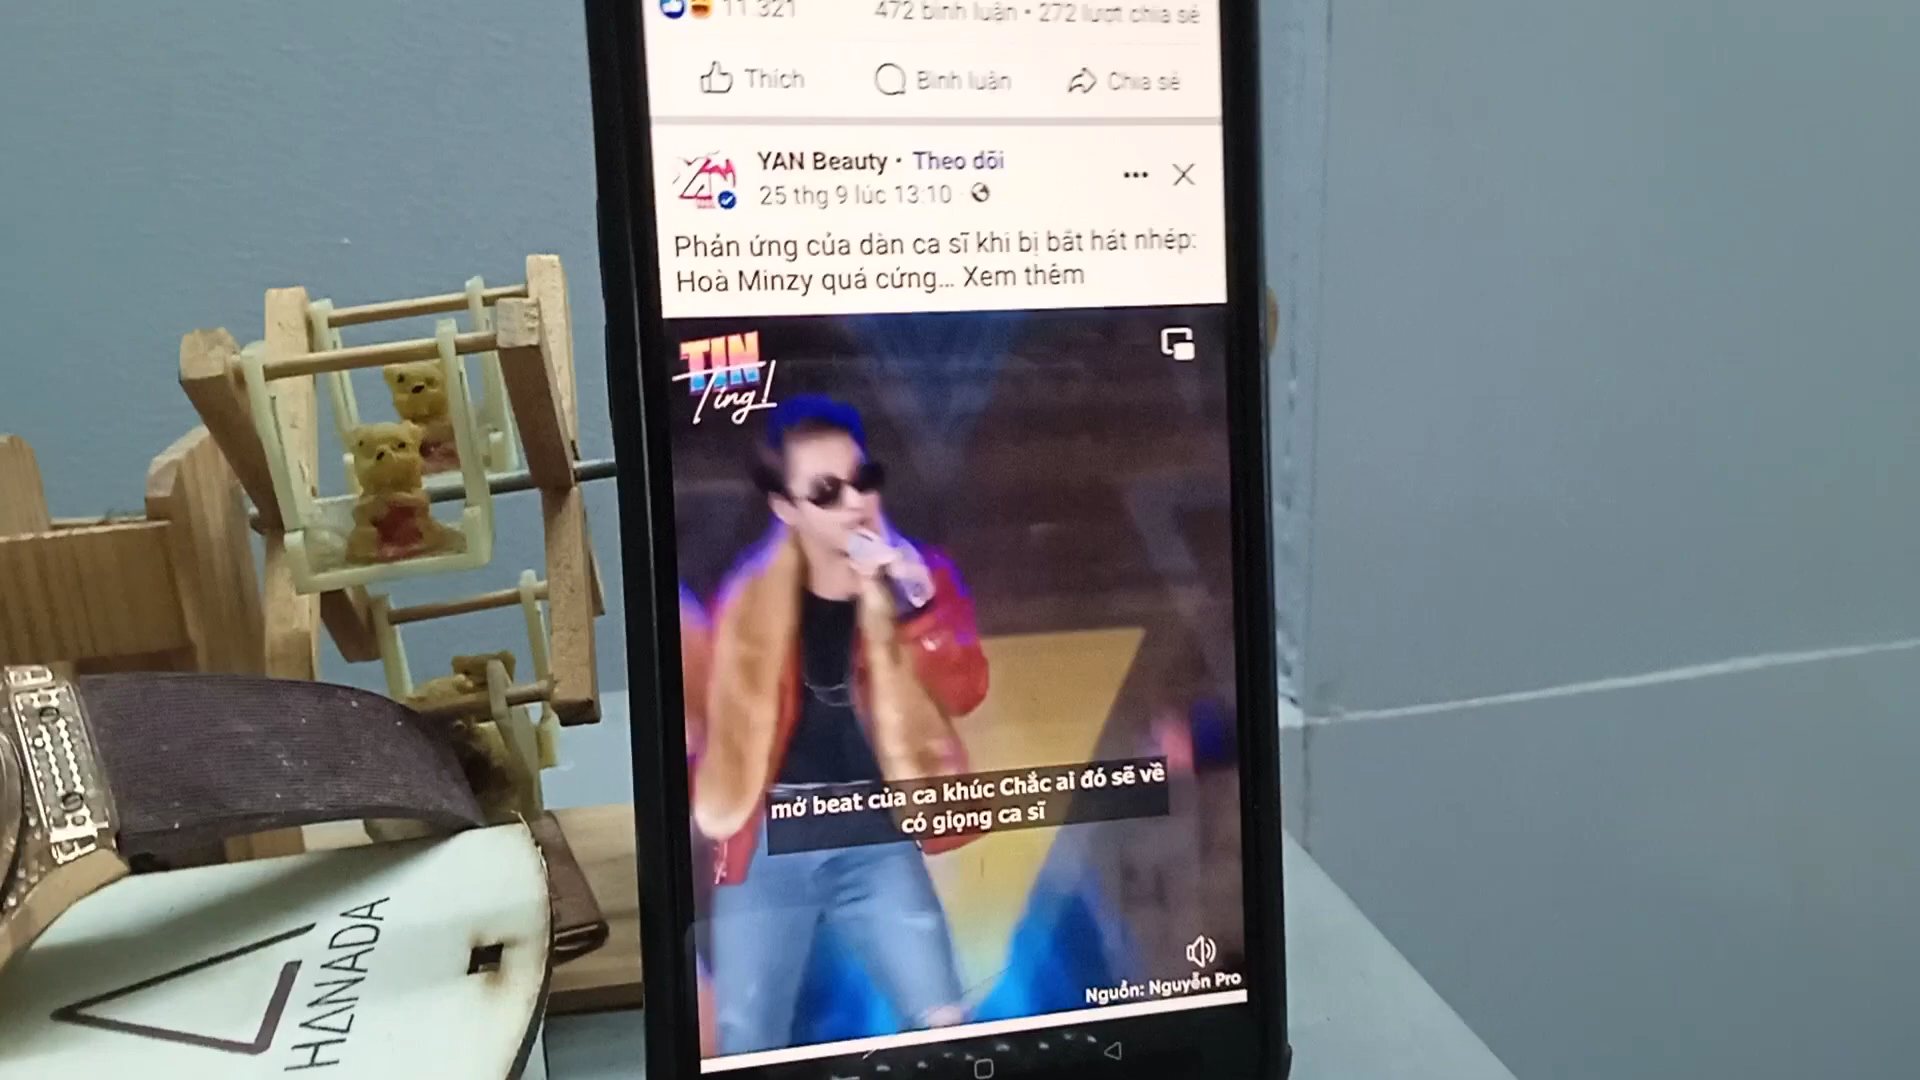 11.321
472 bình luận • 272 lượt chia sẻ
Thích
Bình luận
Chia sẻ
YAN Beauty · Theo dõi
25 thg 9 lúc 13:10
Phản ứng của dàn ca sĩ khi bị bắt hát nhép:
Hoà Minzy quá cứng... Xem thêm
TIN
Ting!
mở beat của ca khúc Chắc ai đó sẽ về
có giọng ca sĩ
Nguồn: Nguyễn Pro
HANADA